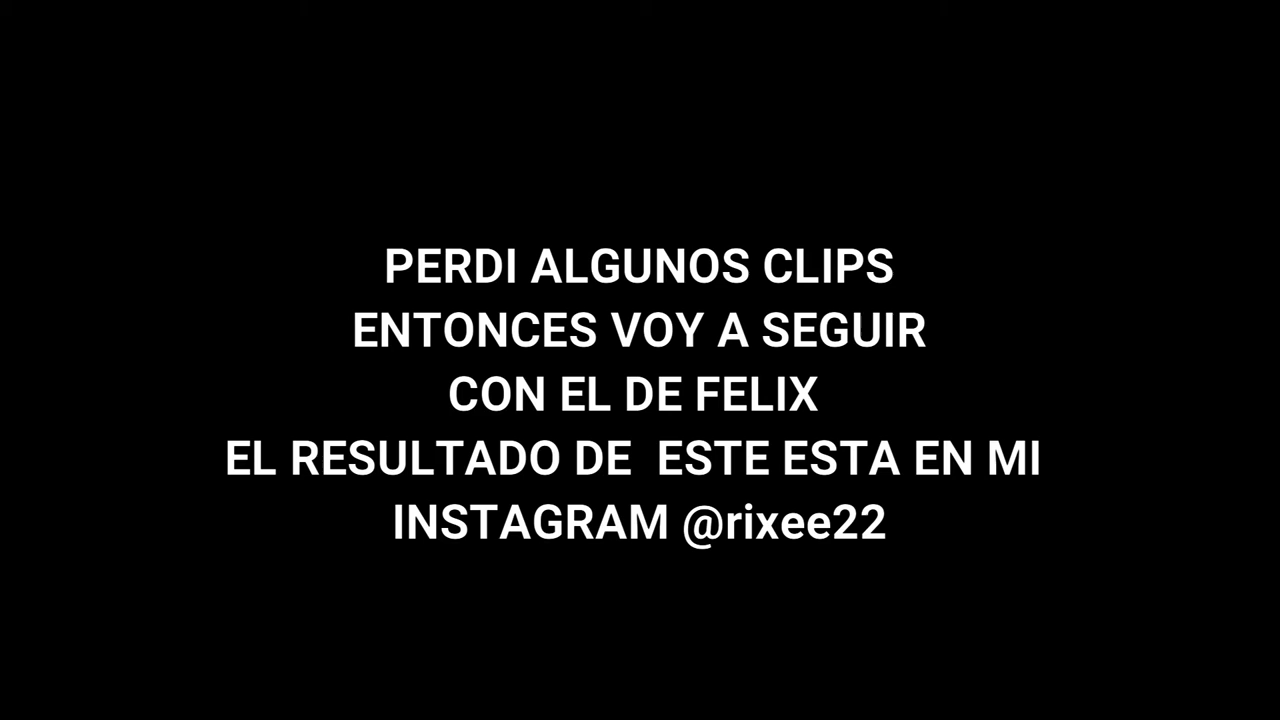 PERDI ALGUNOS CLIPS
ENTONCES VOY A SEGUIR
CON EL DE FELIX
EL RESULTADO DE  ESTE ESTA EN MI
INSTAGRAM @rixee22